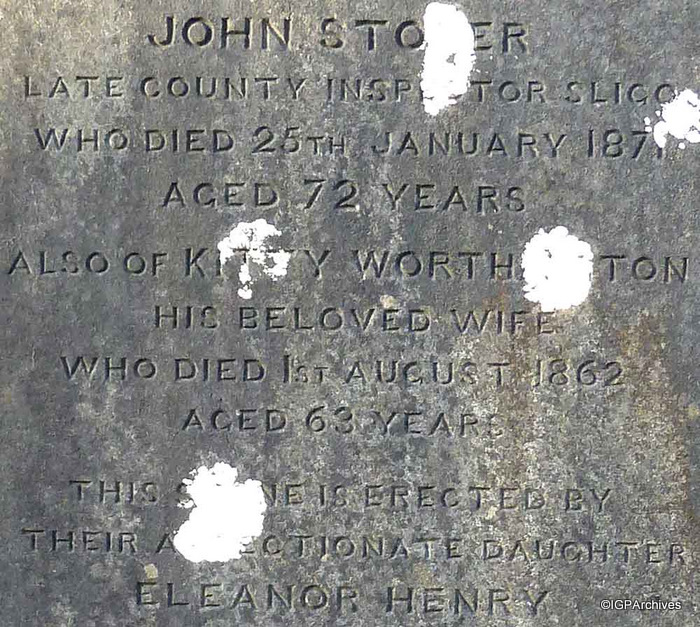 JOHN
LATE COUNTY INSPECTOR SLIGO
WHO DIED 25TH JANUARY 1871
AGED 72 YEARS
ALSO OF KITTY WORTHINGTON
HIS BELOVED WIFE
WHO DIED 1ST AUGUST 1862
AGED 63 YEARS
THIS STONE IS ERECTED BY
THEIR AFFECTIONATE DAUGHTER
ELEANOR HENRY
©IGPArchives